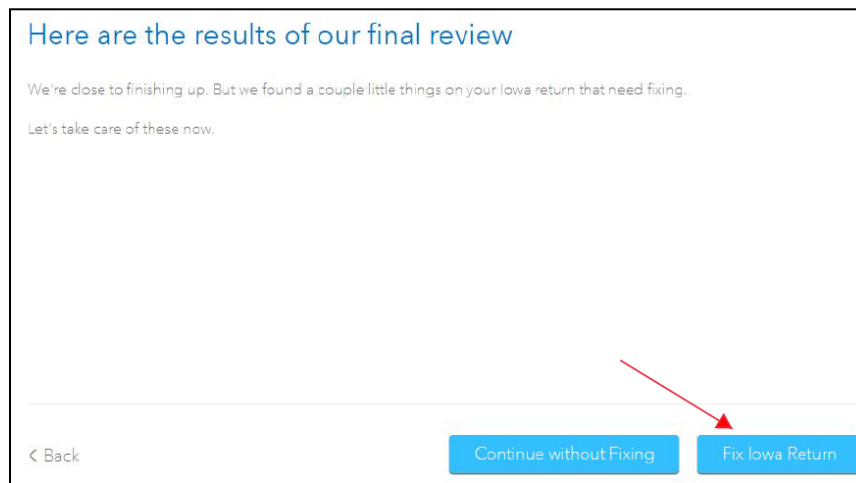 Here are the results of our final review
We're close to finishing up. But we found a couple little things on your Iowa return that need fixing.
Let's take care of these now.
< Back
Continue without Fixing
Fix Iowa Return